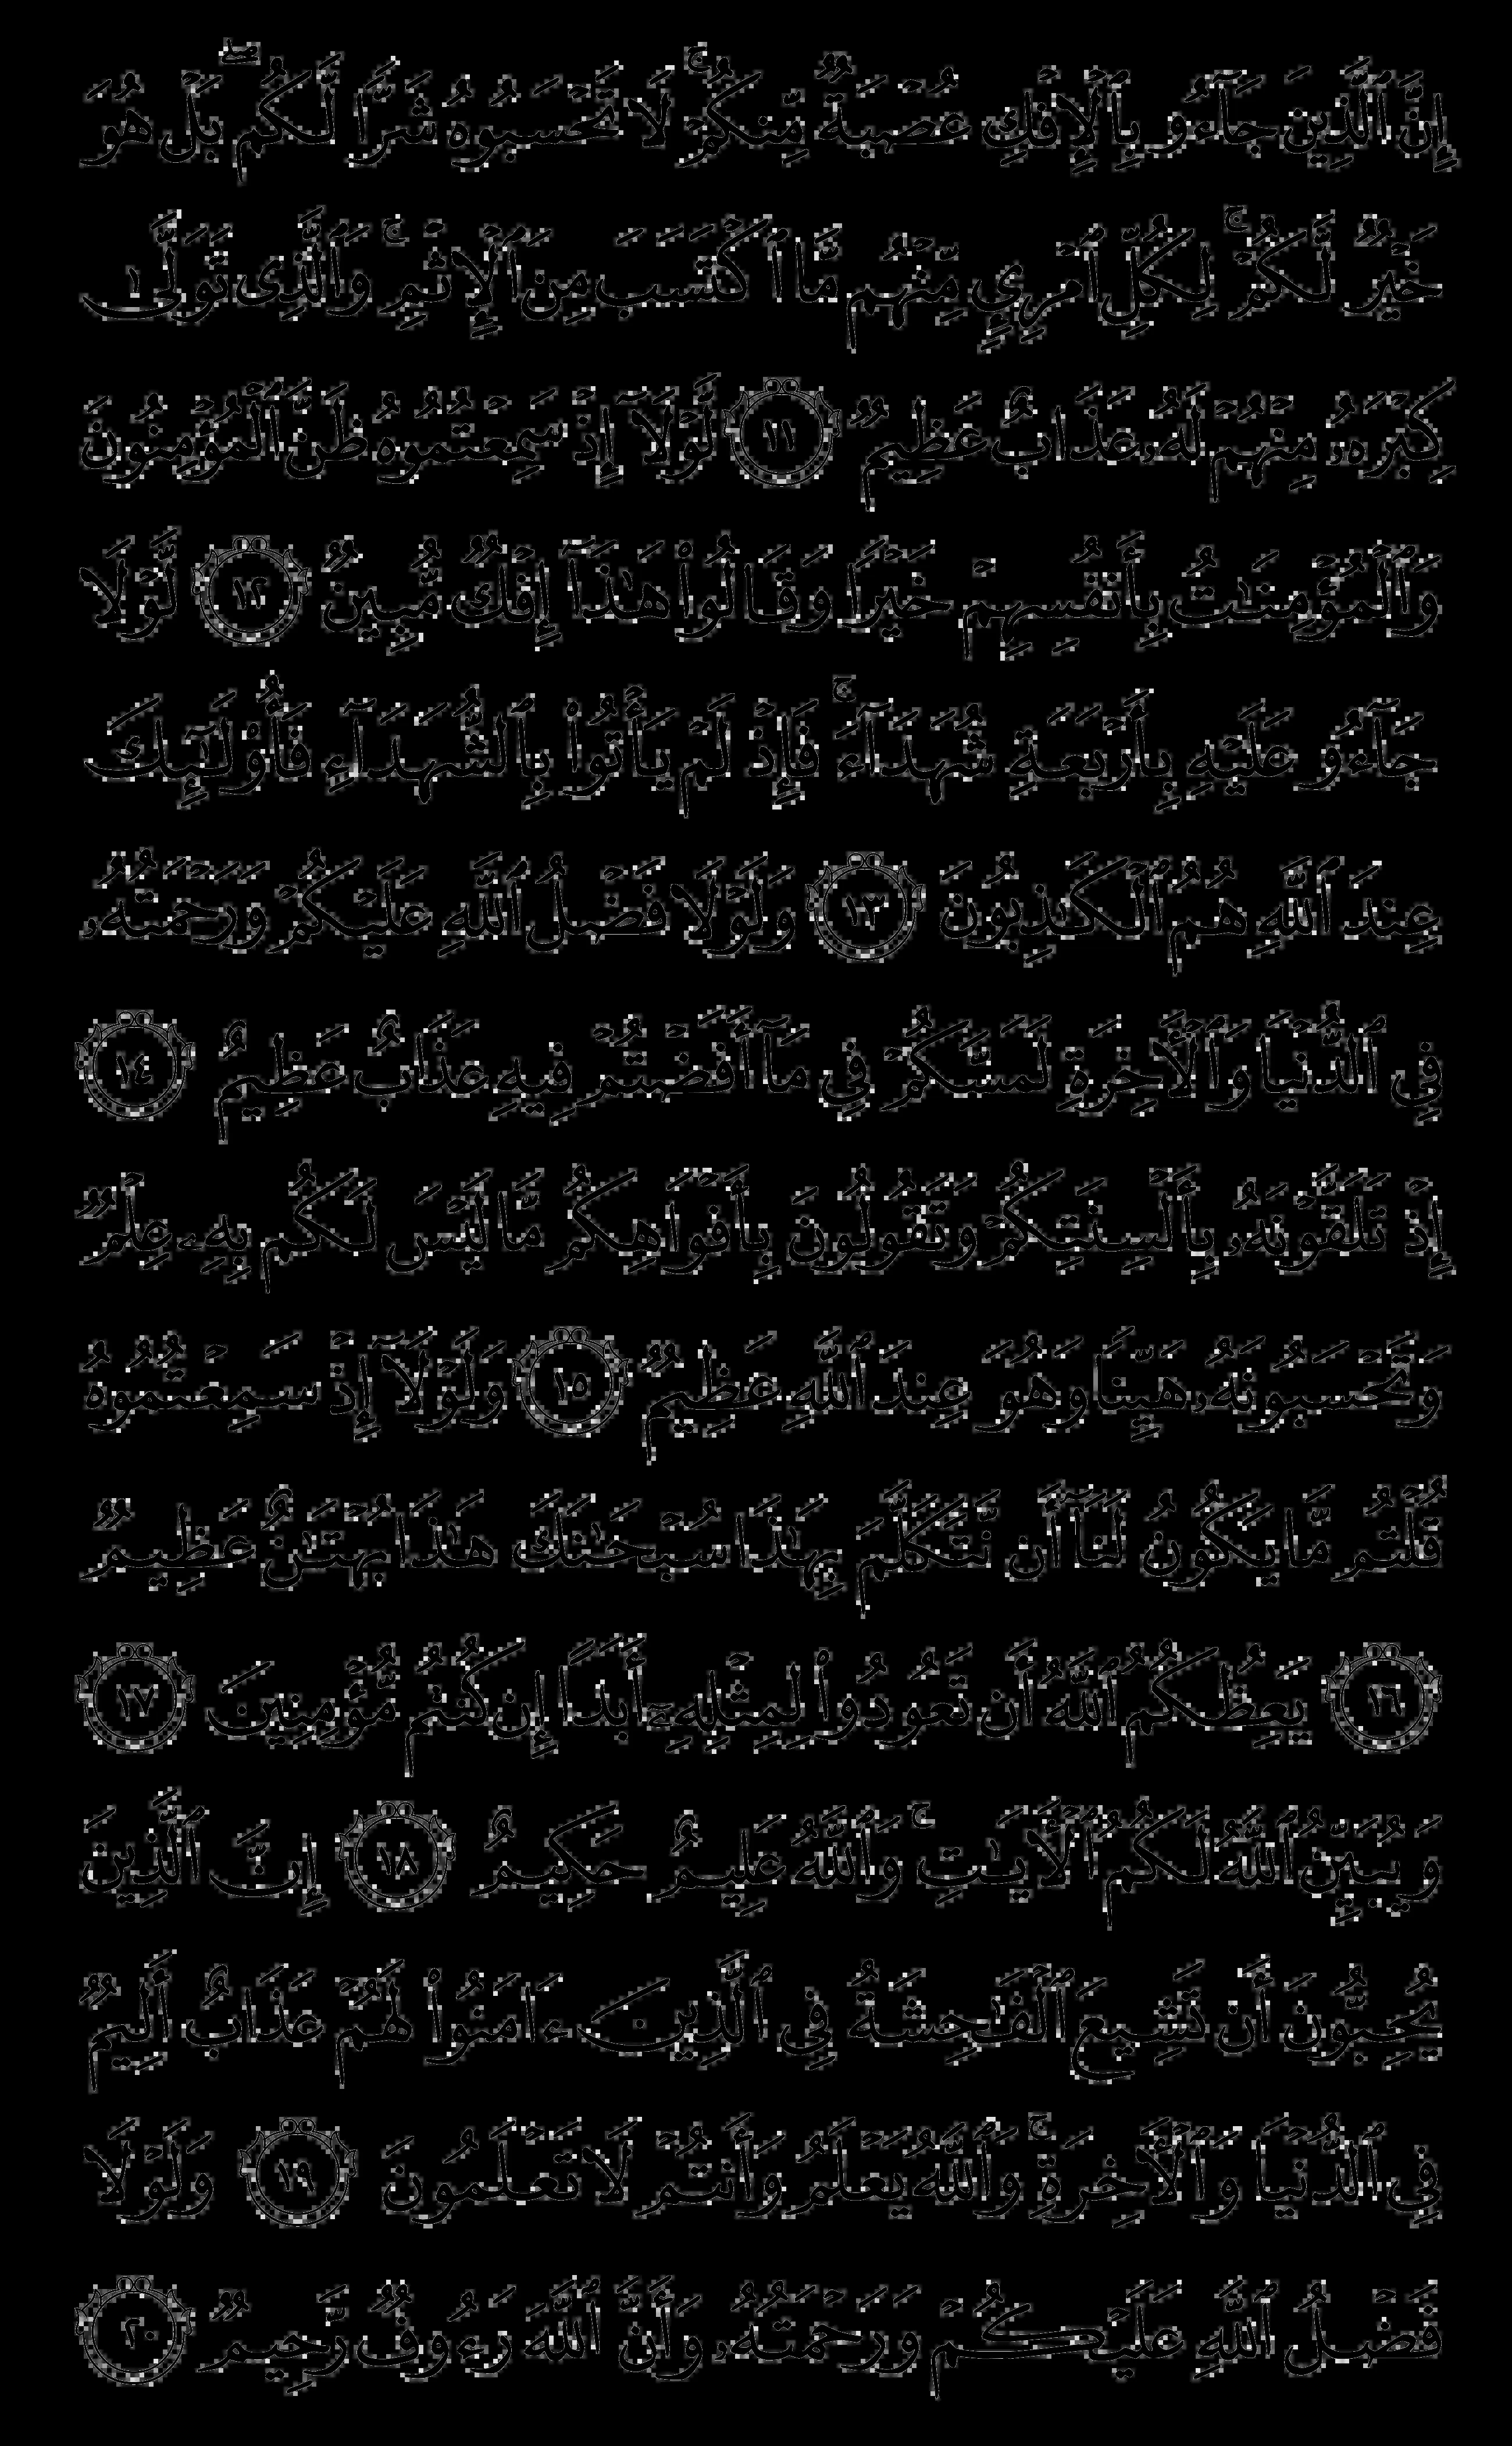 إِنَّ ٱلَّذِينَ جَآءُو بِٱلْإِفْكِ عُصْبَةٌ مِّنكُمْ ۚ لَا تَحْسَبُوهُ شَرًّا لَّكُم ۖ بَلْ هُوَ
خَيْرٌ لَّكُمْ ۚ لِكُلِّ ٱمْرِئٍ مِّنْهُم مَّا ٱكْتَسَبَ مِنَ ٱلْإِثْمِ ۚ وَٱلَّذِى تَوَلَّىٰ
كِبْرَهُۥ مِنْهُمْ لَهُۥ عَذَابٌ عَظِيمٌ ١١ لَّوْلَآ إِذْ سَمِعْتُمُوهُ ظَنَّ ٱلْمُؤْمِنُونَ
وَٱلْمُؤْمِنَٰتُ بِأَنفُسِهِمْ خَيْرًا وَقَالُوا۟ هَٰذَآ إِفْكٌ مُّبِينٌ ١٢ لَّوْلَا
جَآءُو عَلَيْهِ بِأَرْبَعَةِ شُهَدَآءَ ۚ فَإِذْ لَمْ يَأْتُوا۟ بِٱلشُّهَدَآءِ فَأُو۟لَٰٓئِكَ
عِندَ ٱللَّهِ هُمُ ٱلْكَٰذِبُونَ ١٣ وَلَوْلَا فَضْلُ ٱللَّهِ عَلَيْكُمْ وَرَحْمَتُهُۥ
فِى ٱلدُّنْيَا وَٱلْءَاخِرَةِ لَمَسَّكُمْ فِى مَآ أَفَضْتُمْ فِيهِ عَذَابٌ عَظِيمٌ ١٤
إِذْ تَلَقَّوْنَهُۥ بِأَلْسِنَتِكُمْ وَتَقُولُونَ بِأَفْوَاهِكُم مَّا لَيْسَ لَكُم بِهِۦ عِلْمٌ
وَتَحْسَبُونَهُۥ هَيِّنًا وَهُوَ عِندَ ٱللَّهِ عَظِيمٌ ١٥ وَلَوْلَآ إِذْ سَمِعْتُمُوهُ
قُلْتُم مَّا يَكُونُ لَنَآ أَن نَّتَكَلَّمَ بِهَٰذَا سُبْحَٰنَكَ هَٰذَا بُهْتَٰنٌ عَظِيمٌ
١٦ يَعِظُكُمُ ٱللَّهُ أَن تَعُودُوا۟ لِمِثْلِهِۦٓ أَبَدًا إِن كُنتُم مُّؤْمِنِينَ ١٧
وَيُبَيِّنُ ٱللَّهُ لَكُمُ ٱلْءَايَٰتِ ۚ وَٱللَّهُ عَلِيمٌ حَكِيمٌ ١٨ إِنَّ ٱلَّذِينَ
يُحِبُّونَ أَن تَشِيعَ ٱلْفَٰحِشَةُ فِى ٱلَّذِينَ ءَامَنُوا۟ لَهُمْ عَذَابٌ أَلِيمٌ
فِى ٱلدُّنْيَا وَٱلْءَاخِرَةِ ۚ وَٱللَّهُ يَعْلَمُ وَأَنتُمْ لَا تَعْلَمُونَ ١٩ وَلَوْلَا
فَضْلُ ٱللَّهِ عَلَيْكُمْ وَرَحْمَتُهُۥ وَأَنَّ ٱللَّهَ رَءُوفٌ رَّحِيمٌ ٢٠